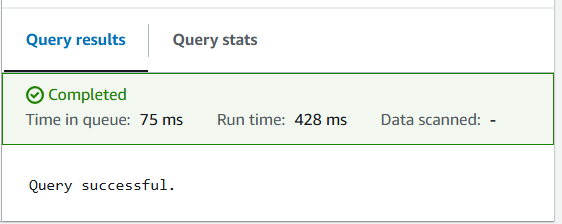 Query results Query stats
Completed
Time in queue: 75 ms Run time: 428 ms Data scanned: -
Query successful.